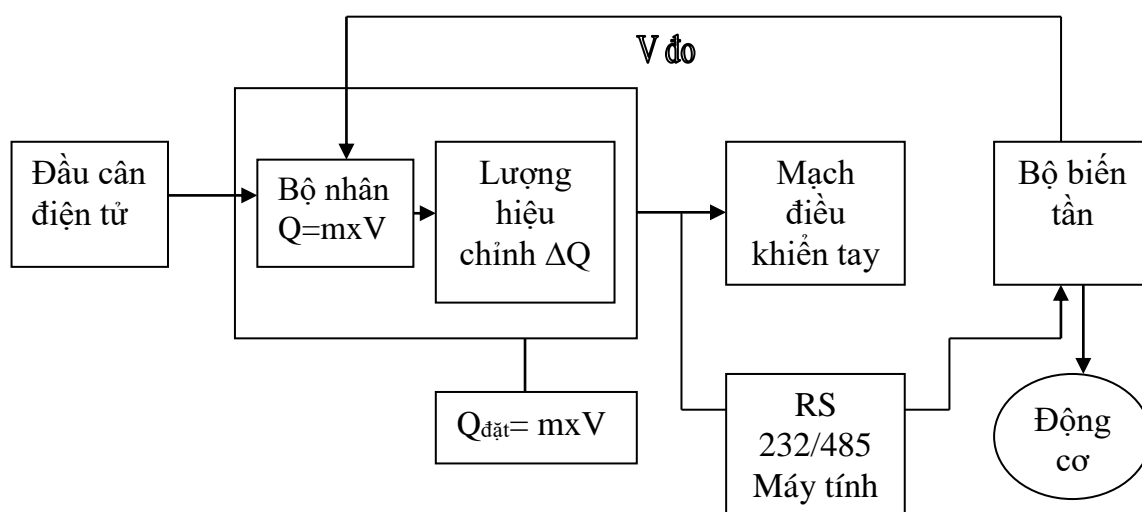 V đo
Đầu cân
điện tử
Bộ nhân
Q=mxV
Lượng
hiệu
chỉnh ΔQ
Mạch
điều
khiển tay
Bộ biến
tần
Qđặt= mxV
RS
232/485
Máy tính
Động
cơ